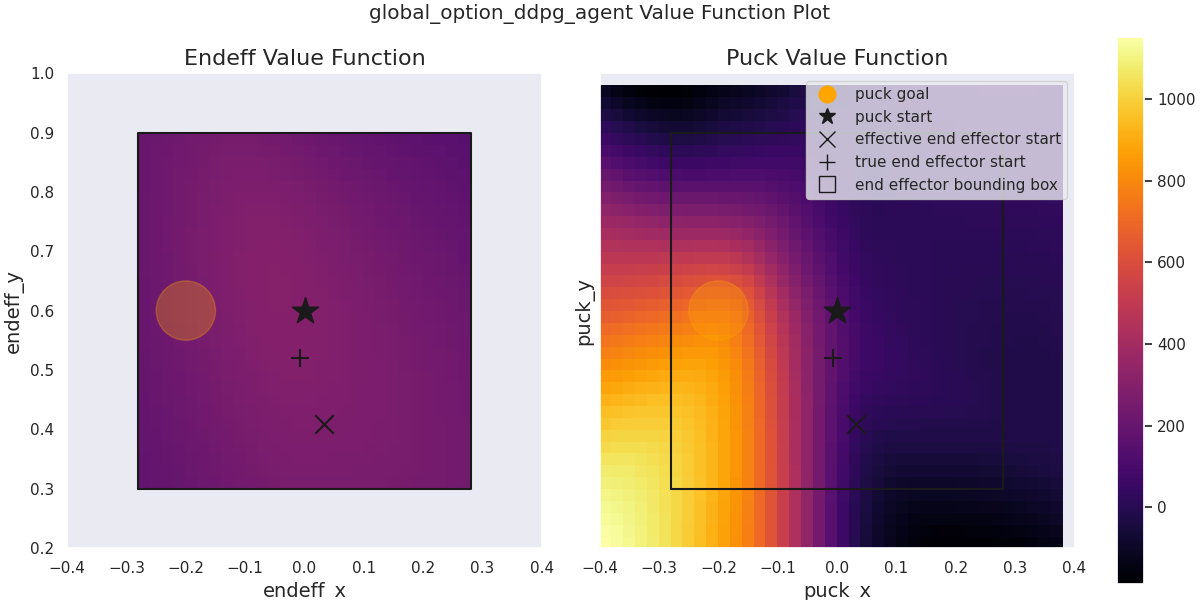 global_option_ddpg_agent Value Function Plot
Endeff Value Function
1.0
0.9
0.8
0.7
0.6
0.5
0.4
0.3
0.2
endeff_y
−0.4 −0.3 −0.2 −0.1 0.0 0.1 0.2 0.3 0.4
endeff_x
Puck Value Function
puck goal
puck start
effective end effector start
true end effector start
end effector bounding box
puck_y
−0.4 −0.3 −0.2 −0.1 0.0 0.1 0.2 0.3 0.4
puck_x
1000
800
600
400
200
0